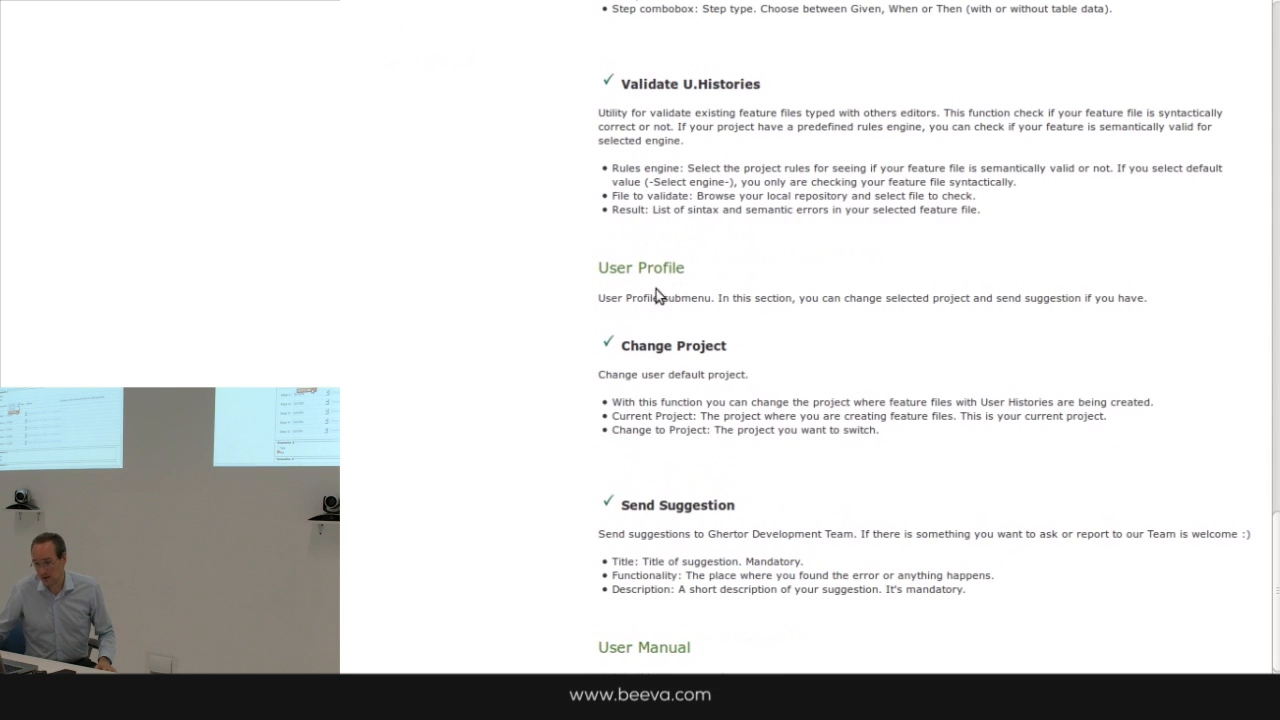 Step combobox: Step type. Choose between Given, When or Then (with or without table data).
Validate U.Histories
Utility for validate existing feature files typed with others editors. This function check if your feature file is syntactically
correct or not. If your project have a predefined rules engine, you can check if your feature is semantically valid for
selected engine.
Rules engine: Select the project rules for seeing if your feature file is semantically valid or not. If you select default
value (-Select engine-), you only are checking your feature file syntactically.
File to validate: Browse your local repository and select file to check.
Result: List of sintax and semantic errors in your selected feature file.
User Profile
User Profile submenu. In this section, you can change selected project and send suggestion if you have.
Change Project
Change user default project.
With this function you can change the project where feature files with User Histories are being created.
Current Project: The project where you are creating feature files. This is your current project.
Change to Project: The project you want to switch.
Send Suggestion
Send suggestions to Ghertor Development Team. If there is something you want to ask or report to our Team is welcome :)
Title: Title of suggestion. Mandatory.
Functionality: The place where you found the error or anything happens.
Description: A short description of your suggestion. It's mandatory.
User Manual
www.beeva.com